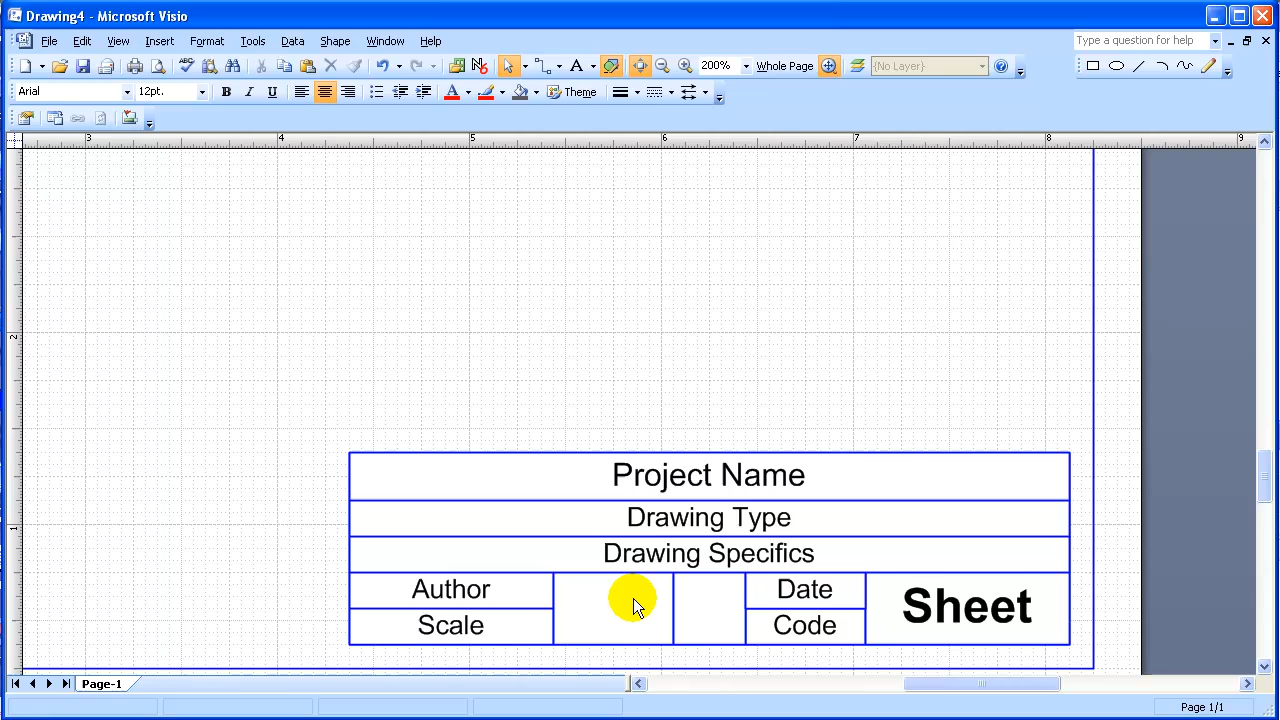 Drawing4 - Microsoft Visio
File Edit View Insert Format Tools Data Shape Window Help
Type a question for help
200% Whole Page {No Layer}
Arial 12pt. B I U A Theme
3 4 5 6 7 8 9
2
1
Project Name
Drawing Type
Drawing Specifics
Author Date
Sheet
Scale Code
Page-1
Page 1/1